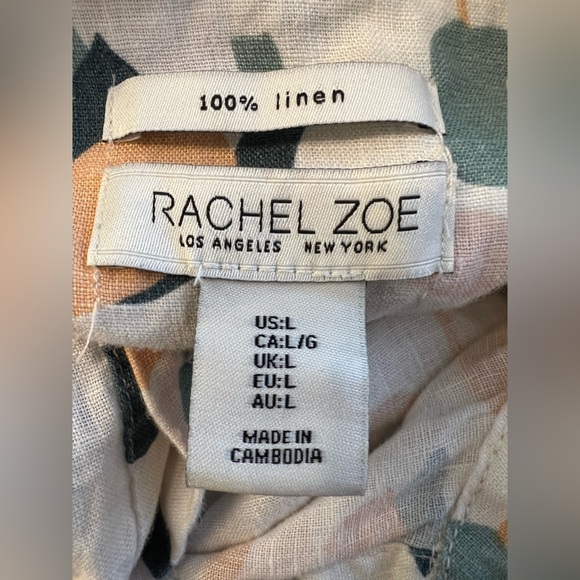 100% linen
RACHEL ZOE
LOS ANGELES NEW YORK
US:L
CA:L/G
UK:L
EU:L
AU:L
MADE IN
CAMBODIA